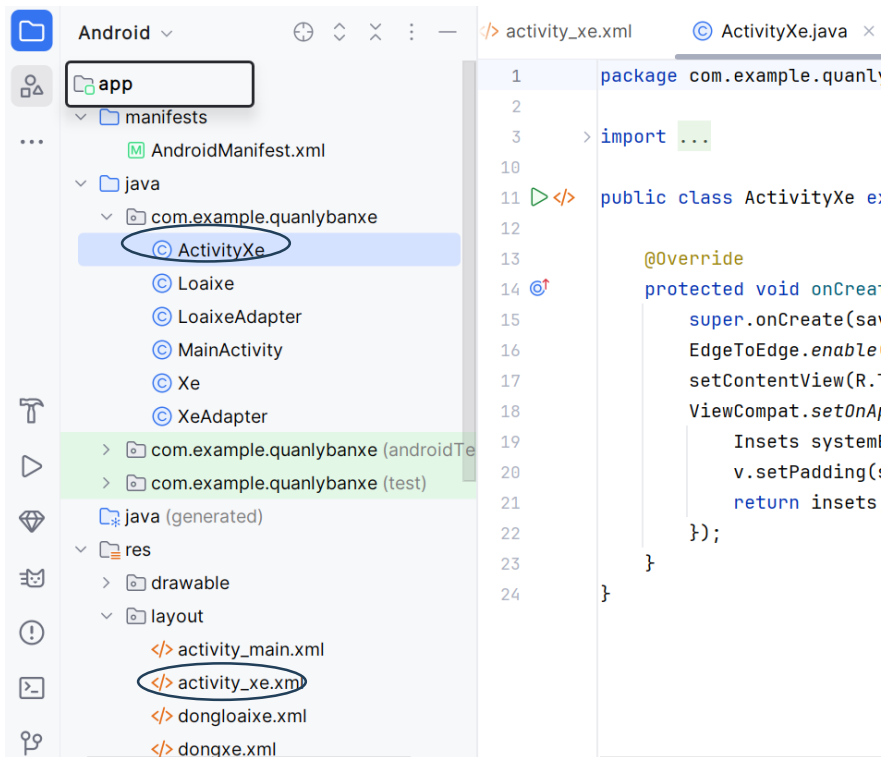 Android
app
manifests
AndroidManifest.xml
java
com.example.quanlybanxe
ActivityXe
Loaixe
LoaixeAdapter
MainActivity
Xe
XeAdapter
com.example.quanlybanxe (androidTe
com.example.quanlybanxe (test)
java (generated)
res
drawable
layout
activity_main.xml
activity_xe.xml
dongloaixe.xml
dongxe.xml
activity_xe.xml
ActivityXe.java
1 package com.example.quanly
2
3 import ...
10
11 public class ActivityXe ex
12
13 @Override
14 protected void onCreat
15 super.onCreate(sav
16 EdgeToEdge.enable(
17 setContentView(R.l
18 ViewCompat.setOnAp
19 Insets systemB
20 v.setPadding(s
21 return insets
22 });
23 }
24 }